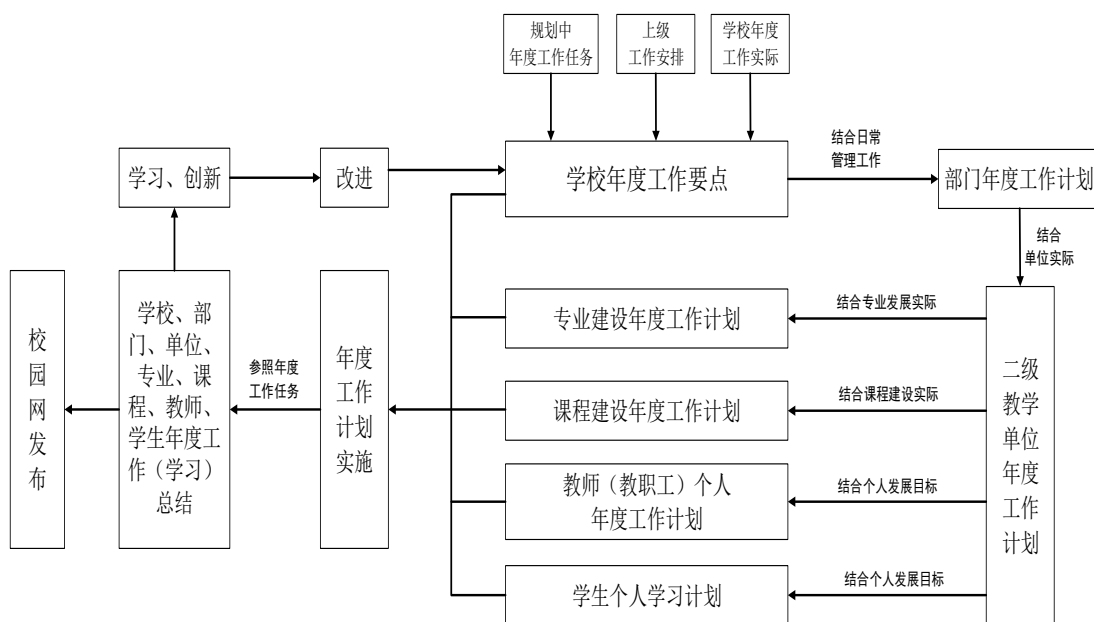 规划中
年度工作任务
上级
工作安排
学校年度
工作实际
学习、创新
改进
学校年度工作要点
结合日常
管理工作
部门年度工作计划
结合
单位实际
校
园
网
发
布
学校、部
门、单位、
专业、课
程、教师、
学生年度工
作（学习）
总结
参照年度
工作任务
年度
工作
计划
实施
专业建设年度工作计划
结合专业发展实际
课程建设年度工作计划
结合课程建设实际
教师（教职工）个人
年度工作计划
结合个人发展目标
学生个人学习计划
结合个人发展目标
二级
教学
单位
年度
工作
计划